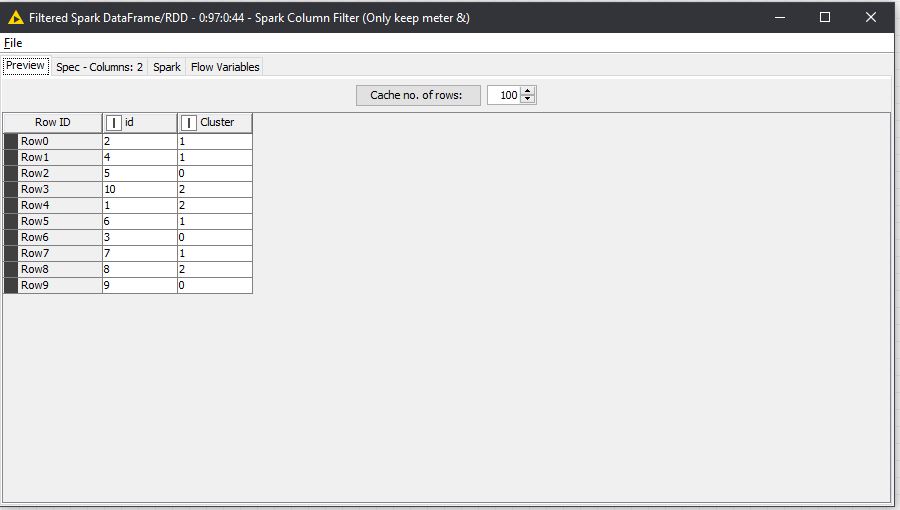 Filtered Spark DataFrame/RDD - 0:97:0:44 - Spark Column Filter (Only keep meter &)
File
Preview Spec - Columns: 2 Spark Flow Variables
Cache no. of rows: 100
Row ID I id I Cluster
Row0 2 1
Row1 4 1
Row2 5 0
Row3 10 2
Row4 1 2
Row5 6 1
Row6 3 0
Row7 7 1
Row8 8 2
Row9 9 0